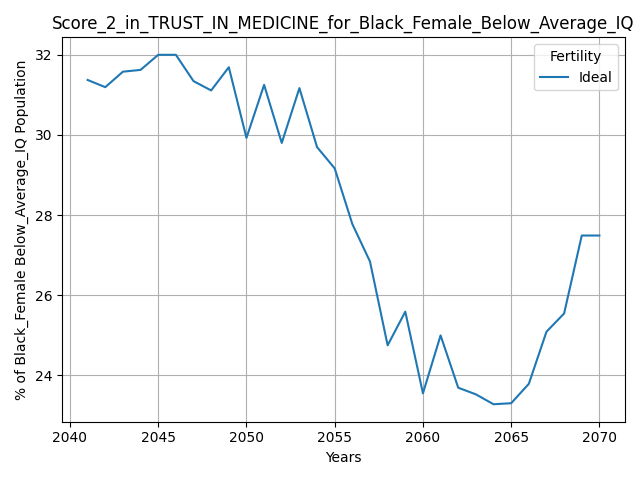 Score_2_in_TRUST_IN_MEDICINE_for_Black_Female_Below_Average_IQ
Fertility
Ideal
% of Black_Female Below_Average_IQ Population
32
30
28
26
24
2040
2045
2050
2055
2060
2065
2070
Years